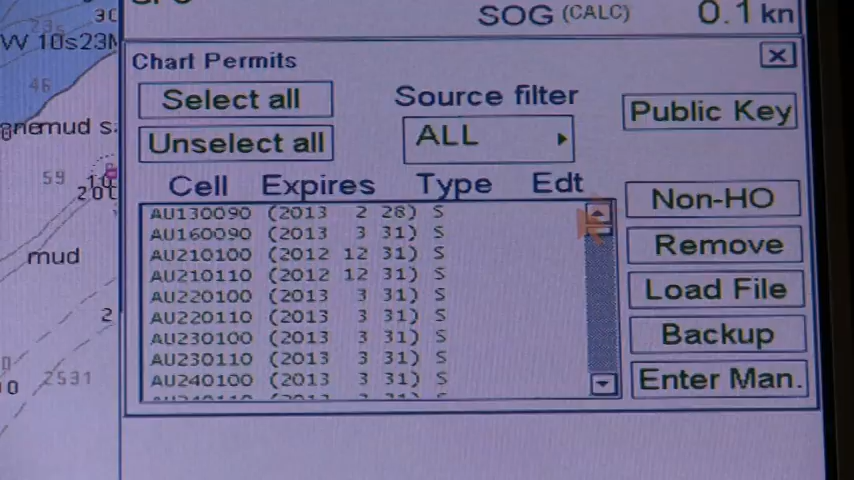 SOG (CALC) 0.1 kn
30
W 10s23M
46
Chart Permits
Select all
Source filter
Public Key
Unselect all
ALL
59
Cell Expires Type Edt
AU130090 (2013 2 28) S
AU160090 (2013 3 31) S
AU210100 (2012 12 31) S
AU210110 (2012 12 31) S
AU220100 (2013 3 31) S
AU220110 (2013 3 31) S
AU230100 (2013 3 31) S
AU230110 (2013 3 31) S
AU240100 (2013 3 31) S
Non-HO
Remove
Load File
Backup
Enter Man.
mud
2
2531